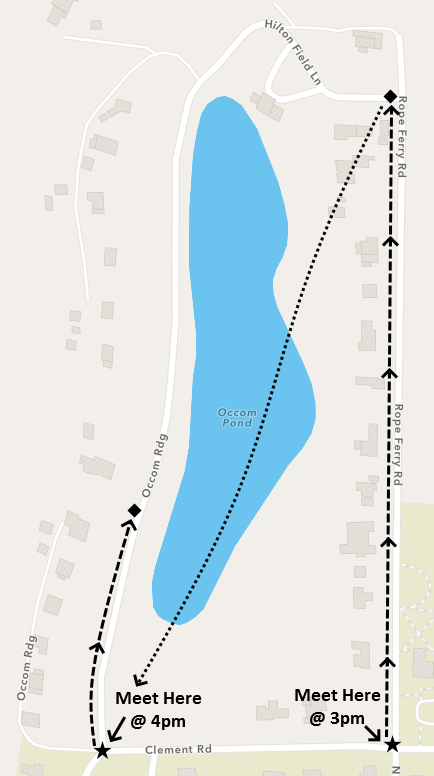 Hilton Field Ln
Rope Ferry Rd
Occom
Pond
Rope Ferry Rd
Occom Rdg
Occom Rdg
Meet Here
@ 4pm
Meet Here
@ 3pm
Clement Rd
N